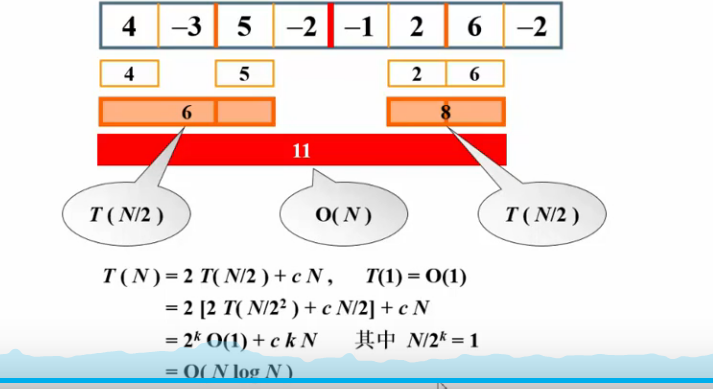 4 –3 5 –2 –1 2 6 –2
4 5 2 6
6 8
11
T ( N/2 ) O( N ) T ( N/2 )
T ( N ) = 2 T( N/2 ) + c N , T(1) = O(1)
= 2 [2 T( N/2² ) + c N/2] + c N
= 2ᵏ O(1) + c k N 其中 N/2ᵏ = 1
= O( N log N )